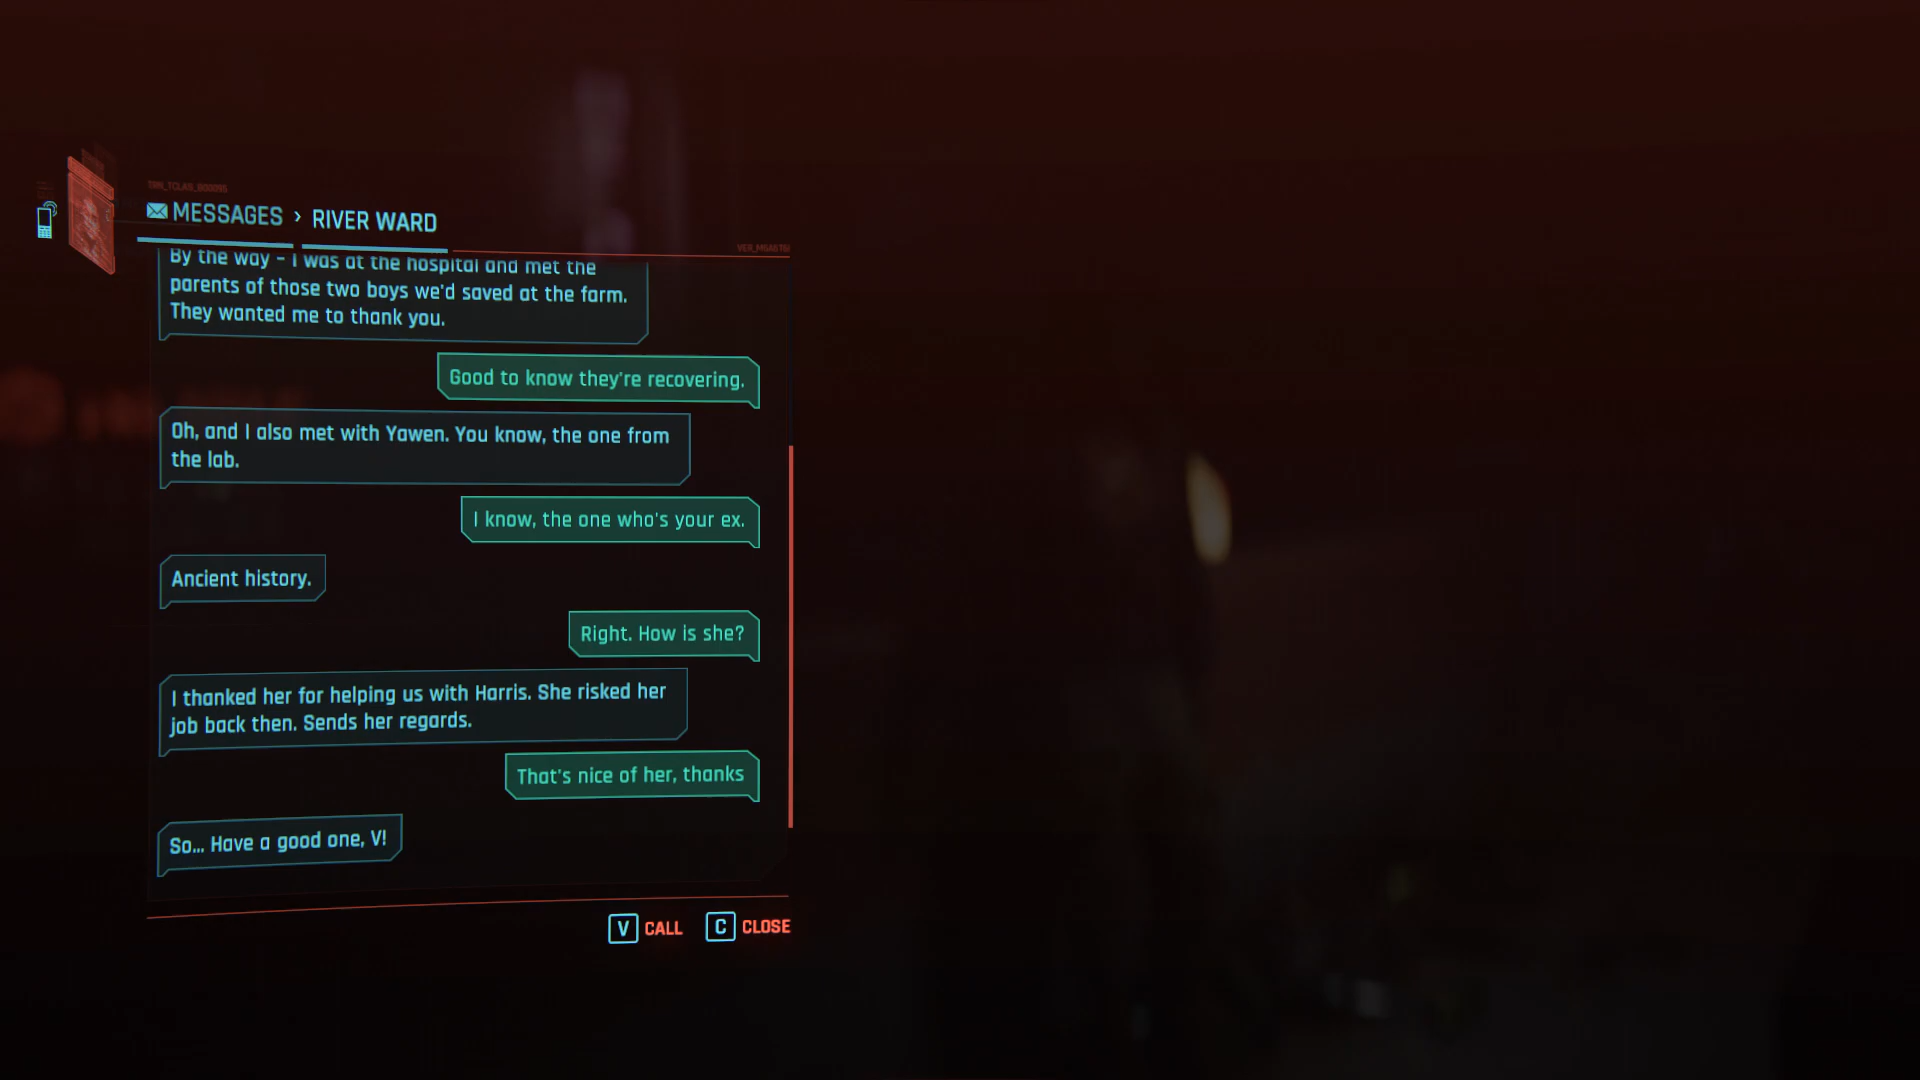 MESSAGES › RIVER WARD
By the way - I was at the hospital and met the
parents of those two boys we'd saved at the farm.
They wanted me to thank you.
Good to know they're recovering.
Oh, and I also met with Yawen. You know, the one from
the lab.
I know, the one who's your ex.
Ancient history.
Right. How is she?
I thanked her for helping us with Harris. She risked her
job back then. Sends her regards.
That's nice of her, thanks
So... Have a good one, V!
V CALL C CLOSE